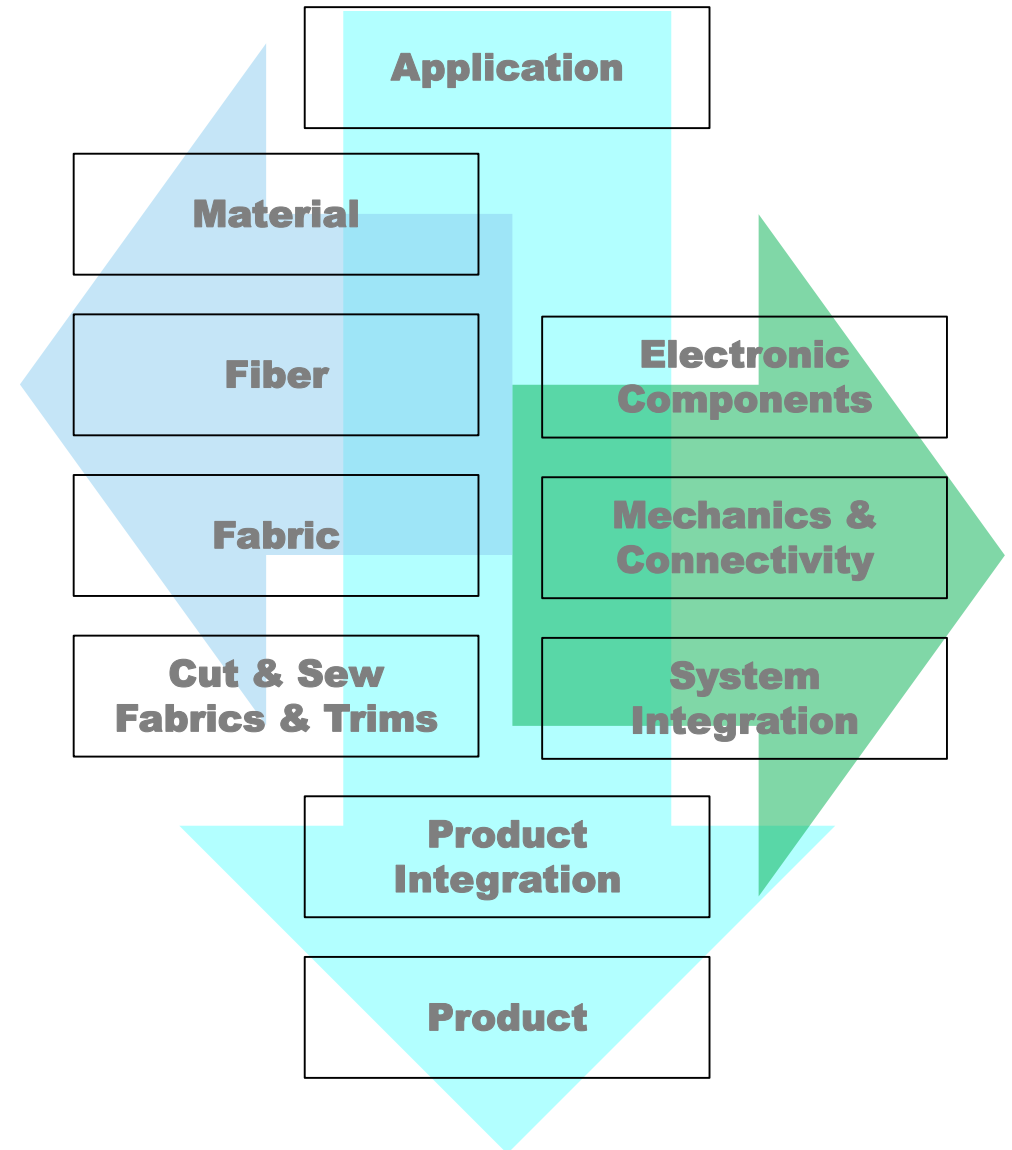 Application
Material
Fiber
Electronic
Components
Fabric
Mechanics &
Connectivity
Cut & Sew
Fabrics & Trims
System
Integration
Product
Integration
Product